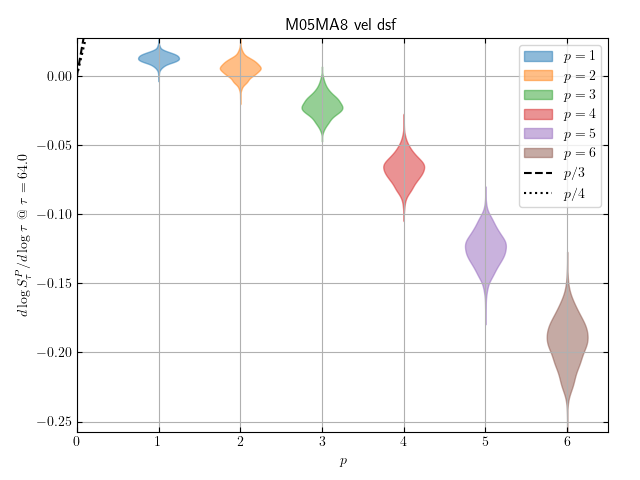 M05MA8 vel dsf
d log S_τ^P / d log τ @ τ = 64.0
0.00
−0.05
−0.10
−0.15
−0.20
−0.25
0 1 2 3 4 5 6
p
p = 1
p = 2
p = 3
p = 4
p = 5
p = 6
p/3
p/4